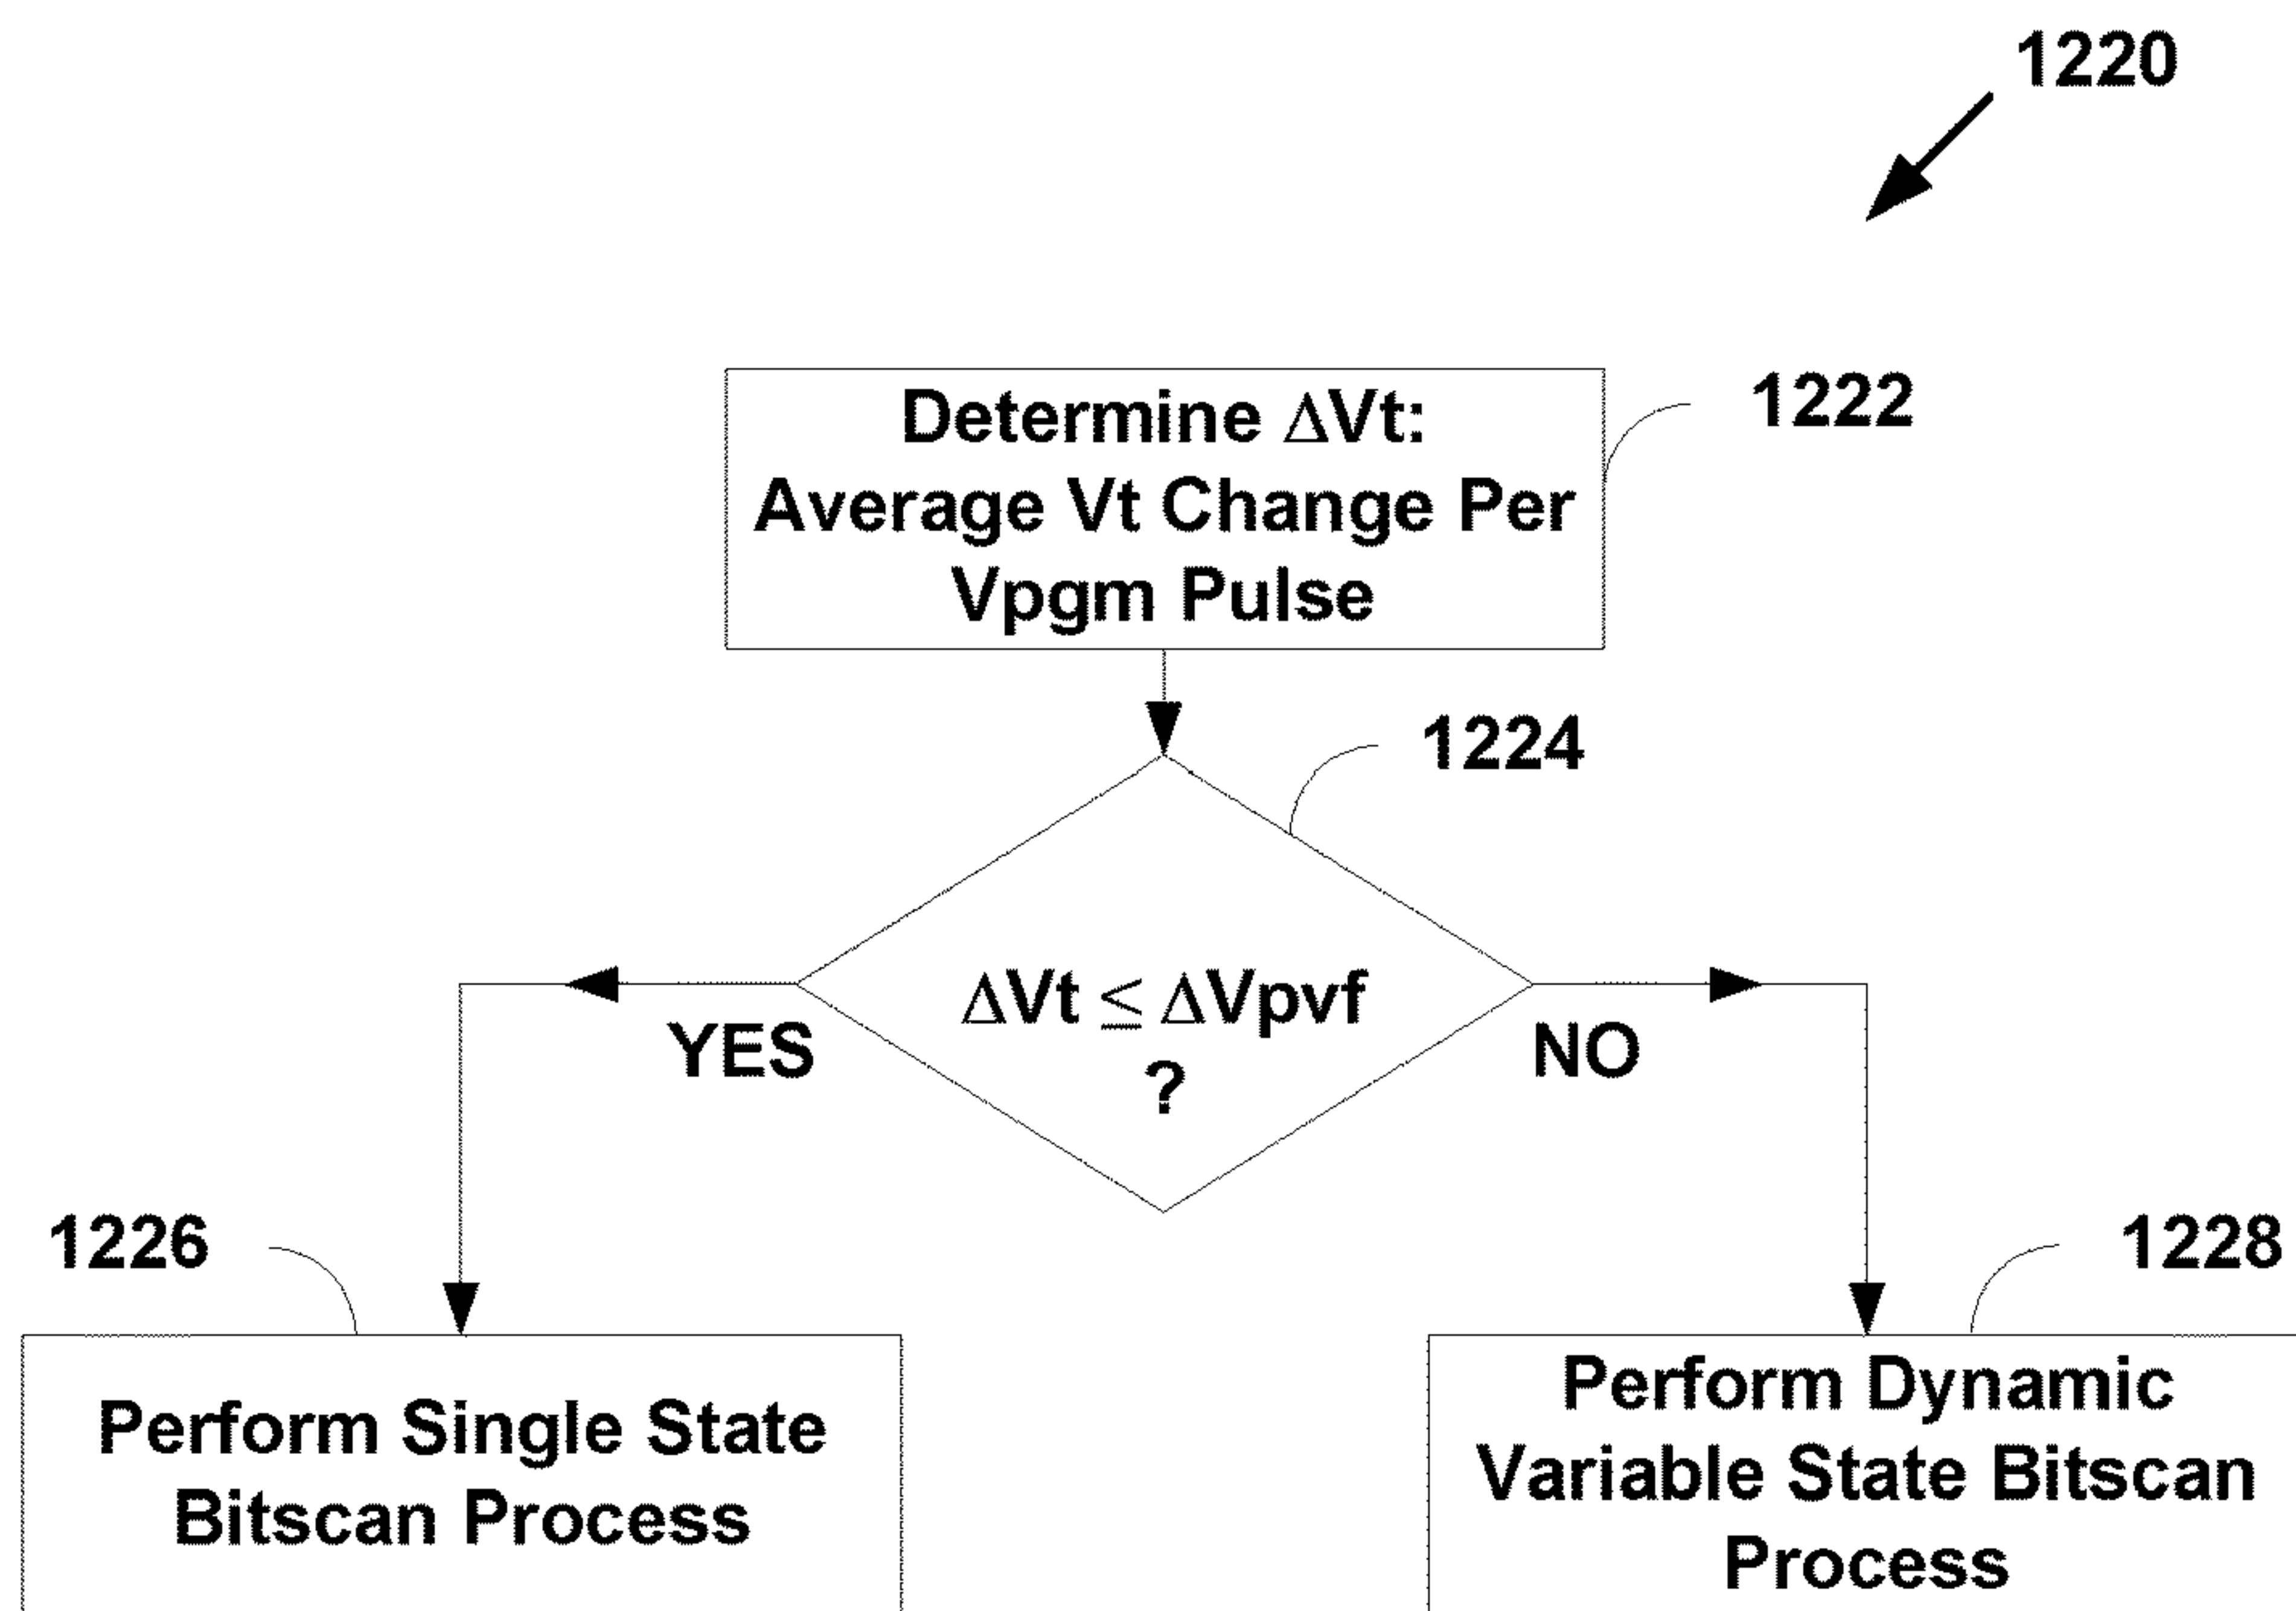 1220
Determine ΔVt:
Average Vt Change Per
Vpgm Pulse
1222
1224
ΔVt ≤ ΔVpvf
?
YES
NO
1226
1228
Perform Single State
Bitscan Process
Perform Dynamic
Variable State Bitscan
Process